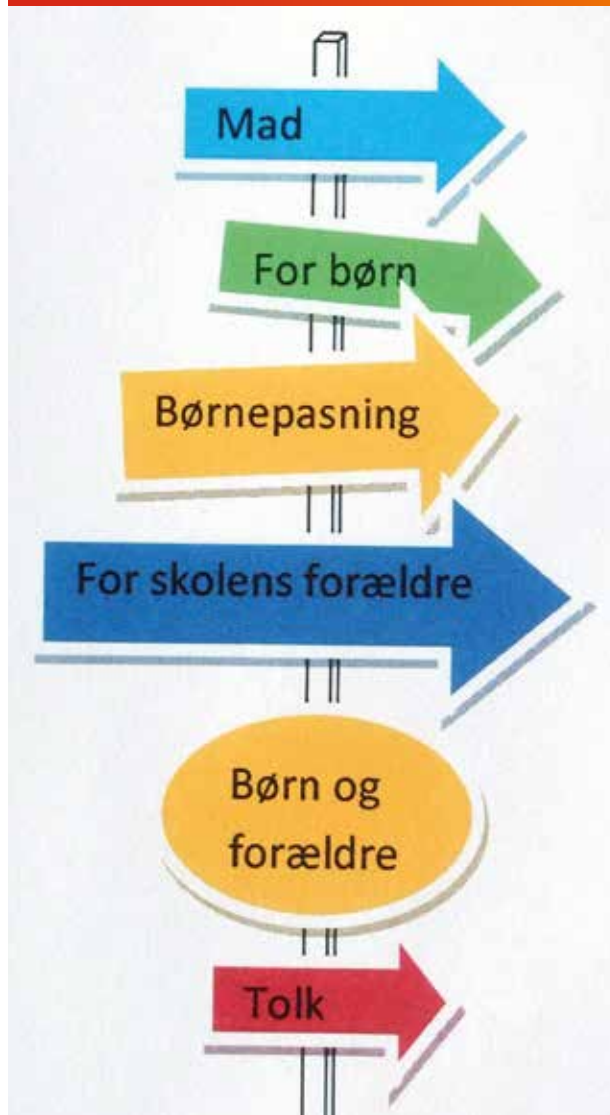 Mad
For børn
Børnepasning
For skolens forældre
Børn og
forældre
Tolk